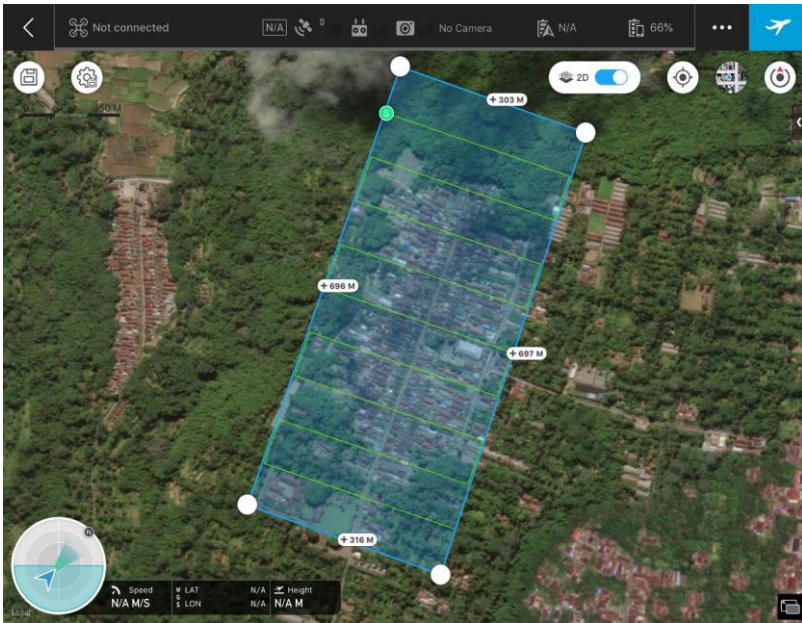 Not connected N/A 0 No Camera N/A 66% •••
2D
50 M
S
+ 303 M
+ 696 M
+ 697 M
+ 316 M
N
Speed W LAT N/A Height
N/A M/S G N/A M
S LON N/A